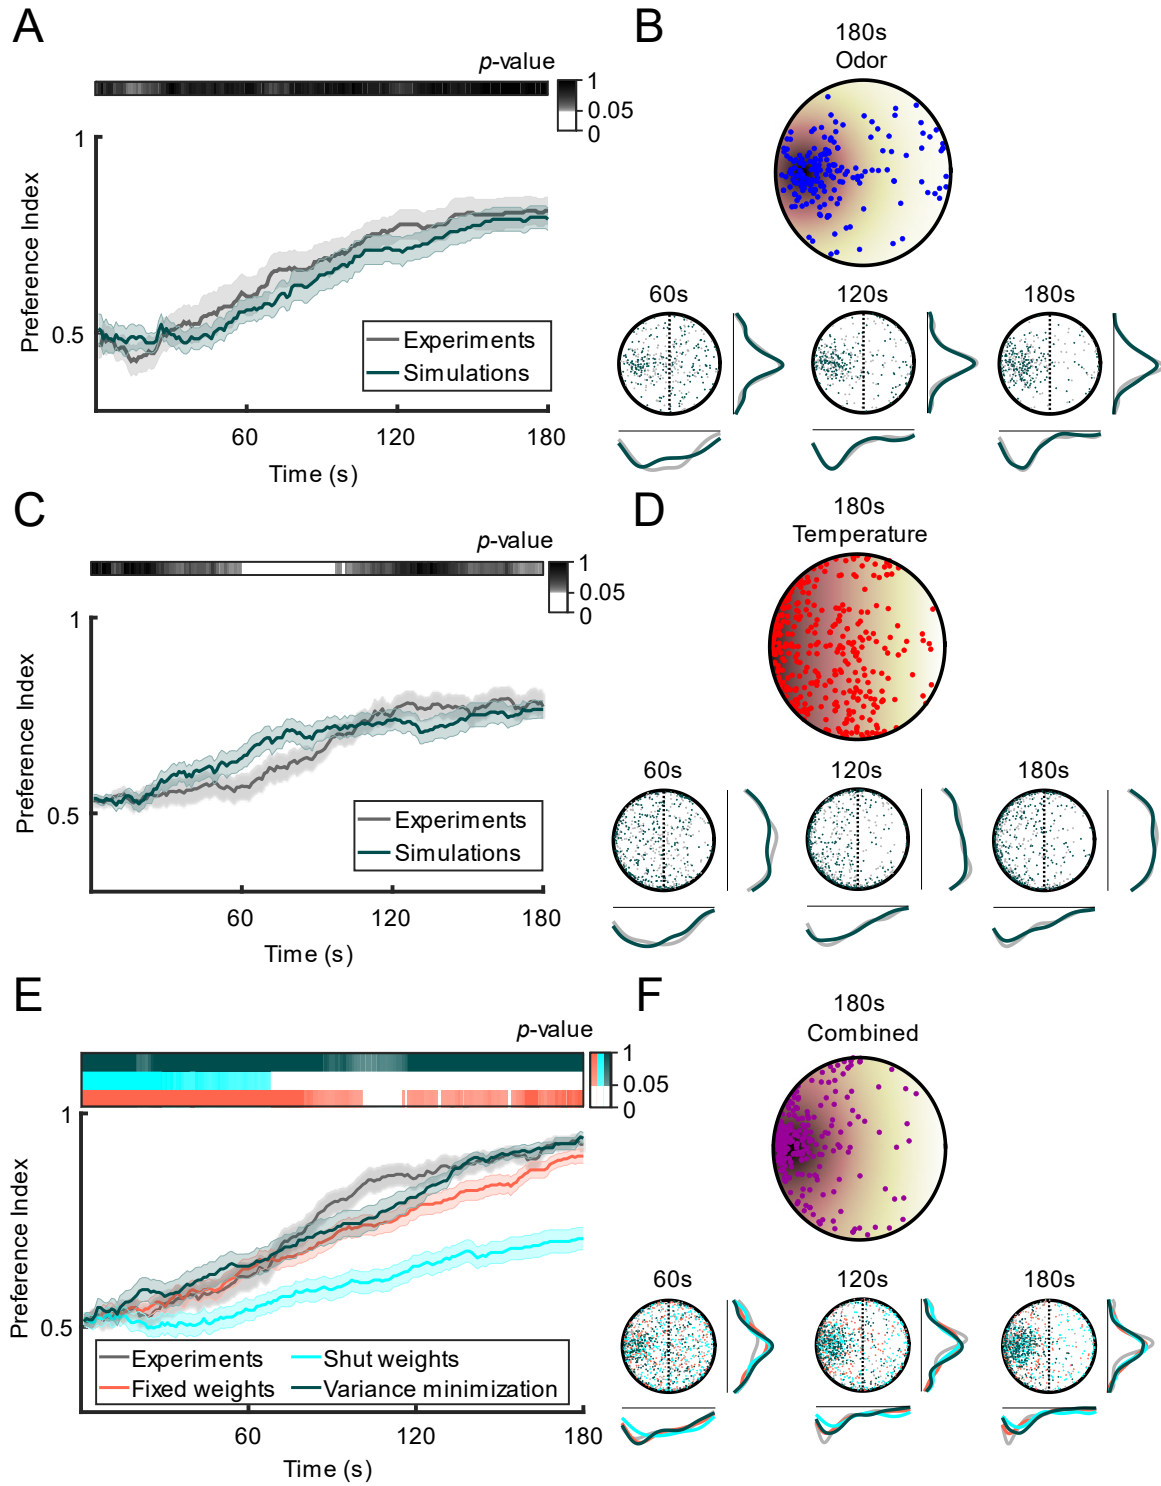 A
p-value
1
0.05
0
1
Preference Index
0.5
Experiments
Simulations
60
120
180
Time (s)
B
180s
Odor
60s
120s
180s
C
p-value
1
0.05
0
1
Preference Index
0.5
Experiments
Simulations
60
120
180
Time (s)
D
180s
Temperature
60s
120s
180s
E
p-value
1
0.05
0
1
Preference Index
0.5
Experiments
Shut weights
Fixed weights
Variance minimization
60
120
180
Time (s)
F
180s
Combined
60s
120s
180s